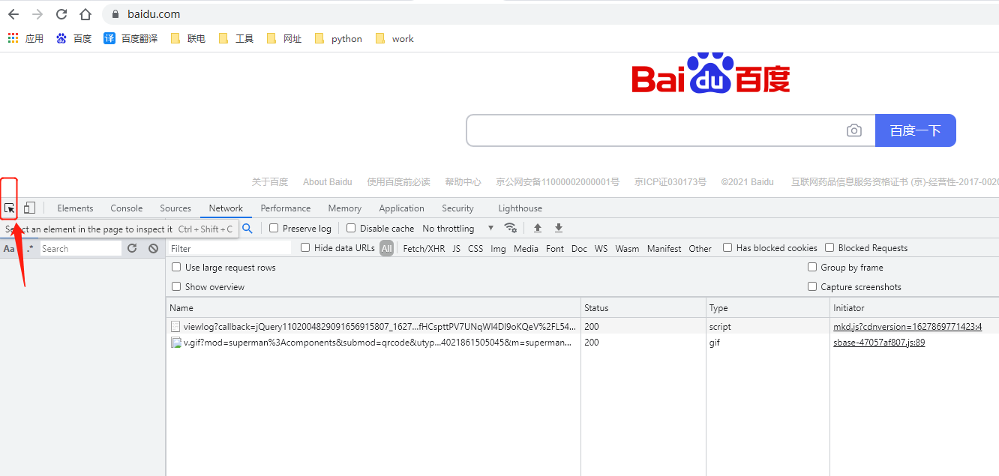 baidu.com
应用 百度 译 百度翻译 联电 工具 网址 python work
Bai du 百度
百度一下
关于百度 About Baidu 使用百度前必读 帮助中心 京公网安备11000002000001号 京ICP证030173号 ©2021 Baidu 互联网药品信息服务资格证书 (京)-经营性-2017-0020
Elements Console Sources Network Performance Memory Application Security Lighthouse
Select an element in the page to inspect it Ctrl + Shift + C Preserve log Disable cache No throttling
Aa .* Search Filter Hide data URLs All Fetch/XHR JS CSS Img Media Font Doc WS Wasm Manifest Other Has blocked cookies Blocked Requests
Use large request rows Group by frame
Show overview Capture screenshots
Name Status Type Initiator
viewlog?callback=jQuery1102004829091656915807_1627...fHCspttPV7UNqWI4DI9oKQeV%2FL54... 200 script mkd.js?cdnversion=1627869771423:4
v.gif?mod=superman%3Acomponents&submod=qrcode&utyp...4021861505045&m=superman... 200 gif sbase-47057af807.js:89